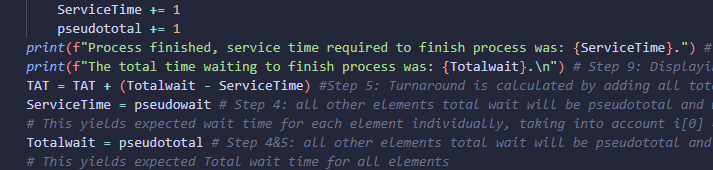 ServiceTime += 1
pseudototal += 1
print(f"Process finished, service time required to finish process was: {ServiceTime}.") #
print(f"The total time waiting to finish process was: {Totalwait}.\n") # Step 9: Displayin
TAT = TAT + (Totalwait - ServiceTime) #Step 5: Turnaround is calculated by adding all tot
ServiceTime = pseudowait # Step 4: all other elements total wait will be pseudototal and
# This yields expected wait time for each element individually, taking into account i[0]
Totalwait = pseudototal # Step 4&5: all other elements total wait will be pseudototal and
# This yields expected Total wait time for all elements